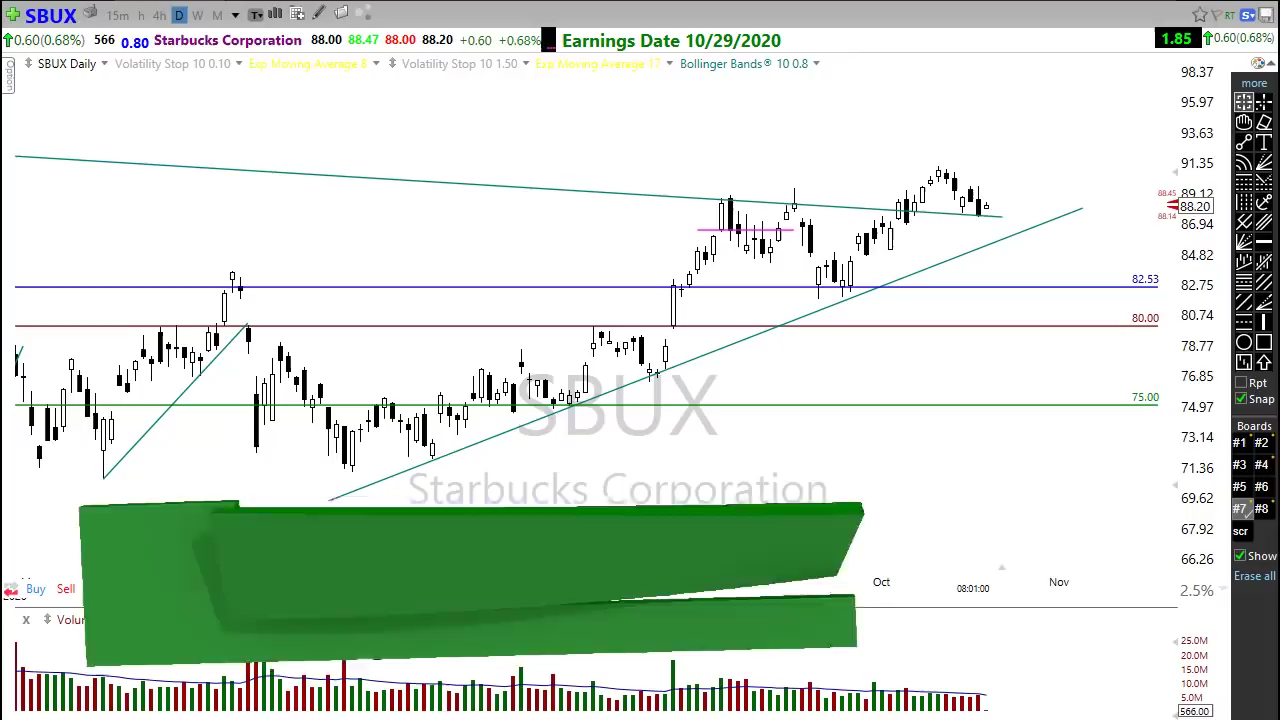 SBUX 15m h 4h D W M T RT S
0.60(0.68%) 566 0.80 Starbucks Corporation 88.00 88.47 88.00 88.20 +0.60 +0.68% Earnings Date 10/29/2020 1.85 0.60(0.68%)
Option
SBUX Daily Volatility Stop 10 0.10 Exp Moving Average 8 Volatility Stop 10 1.50 Exp Moving Average 17 Bollinger Bands® 10 0.8
98.37
95.97
93.63
91.35
89.12
88.45
88.20
88.14
86.94
84.82
82.53
82.75
80.00
80.74
78.77
76.85
75.00
74.97
73.14
71.36
69.62
67.92
66.26
2.5%
SBUX
Starbucks Corporation
Buy Sell
Oct 08:01:00 Nov
X Volu
25.0M
20.0M
15.0M
10.0M
5.0M
566.00
more
T
Rpt
Snap
Boards
#1 #2
#3 #4
#5 #6
#7 #8
scr
Show
Erase all